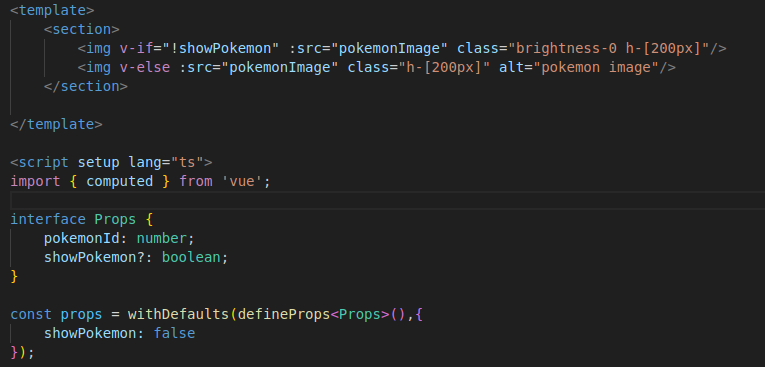 <template>
    <section>
        <img v-if="!showPokemon" :src="pokemonImage" class="brightness-0 h-[200px]"/>
        <img v-else :src="pokemonImage" class="h-[200px]" alt="pokemon image"/>
    </section>

</template>

<script setup lang="ts">
import { computed } from 'vue';

interface Props {
    pokemonId: number;
    showPokemon?: boolean;
}

const props = withDefaults(defineProps<Props>(),{
    showPokemon: false
});